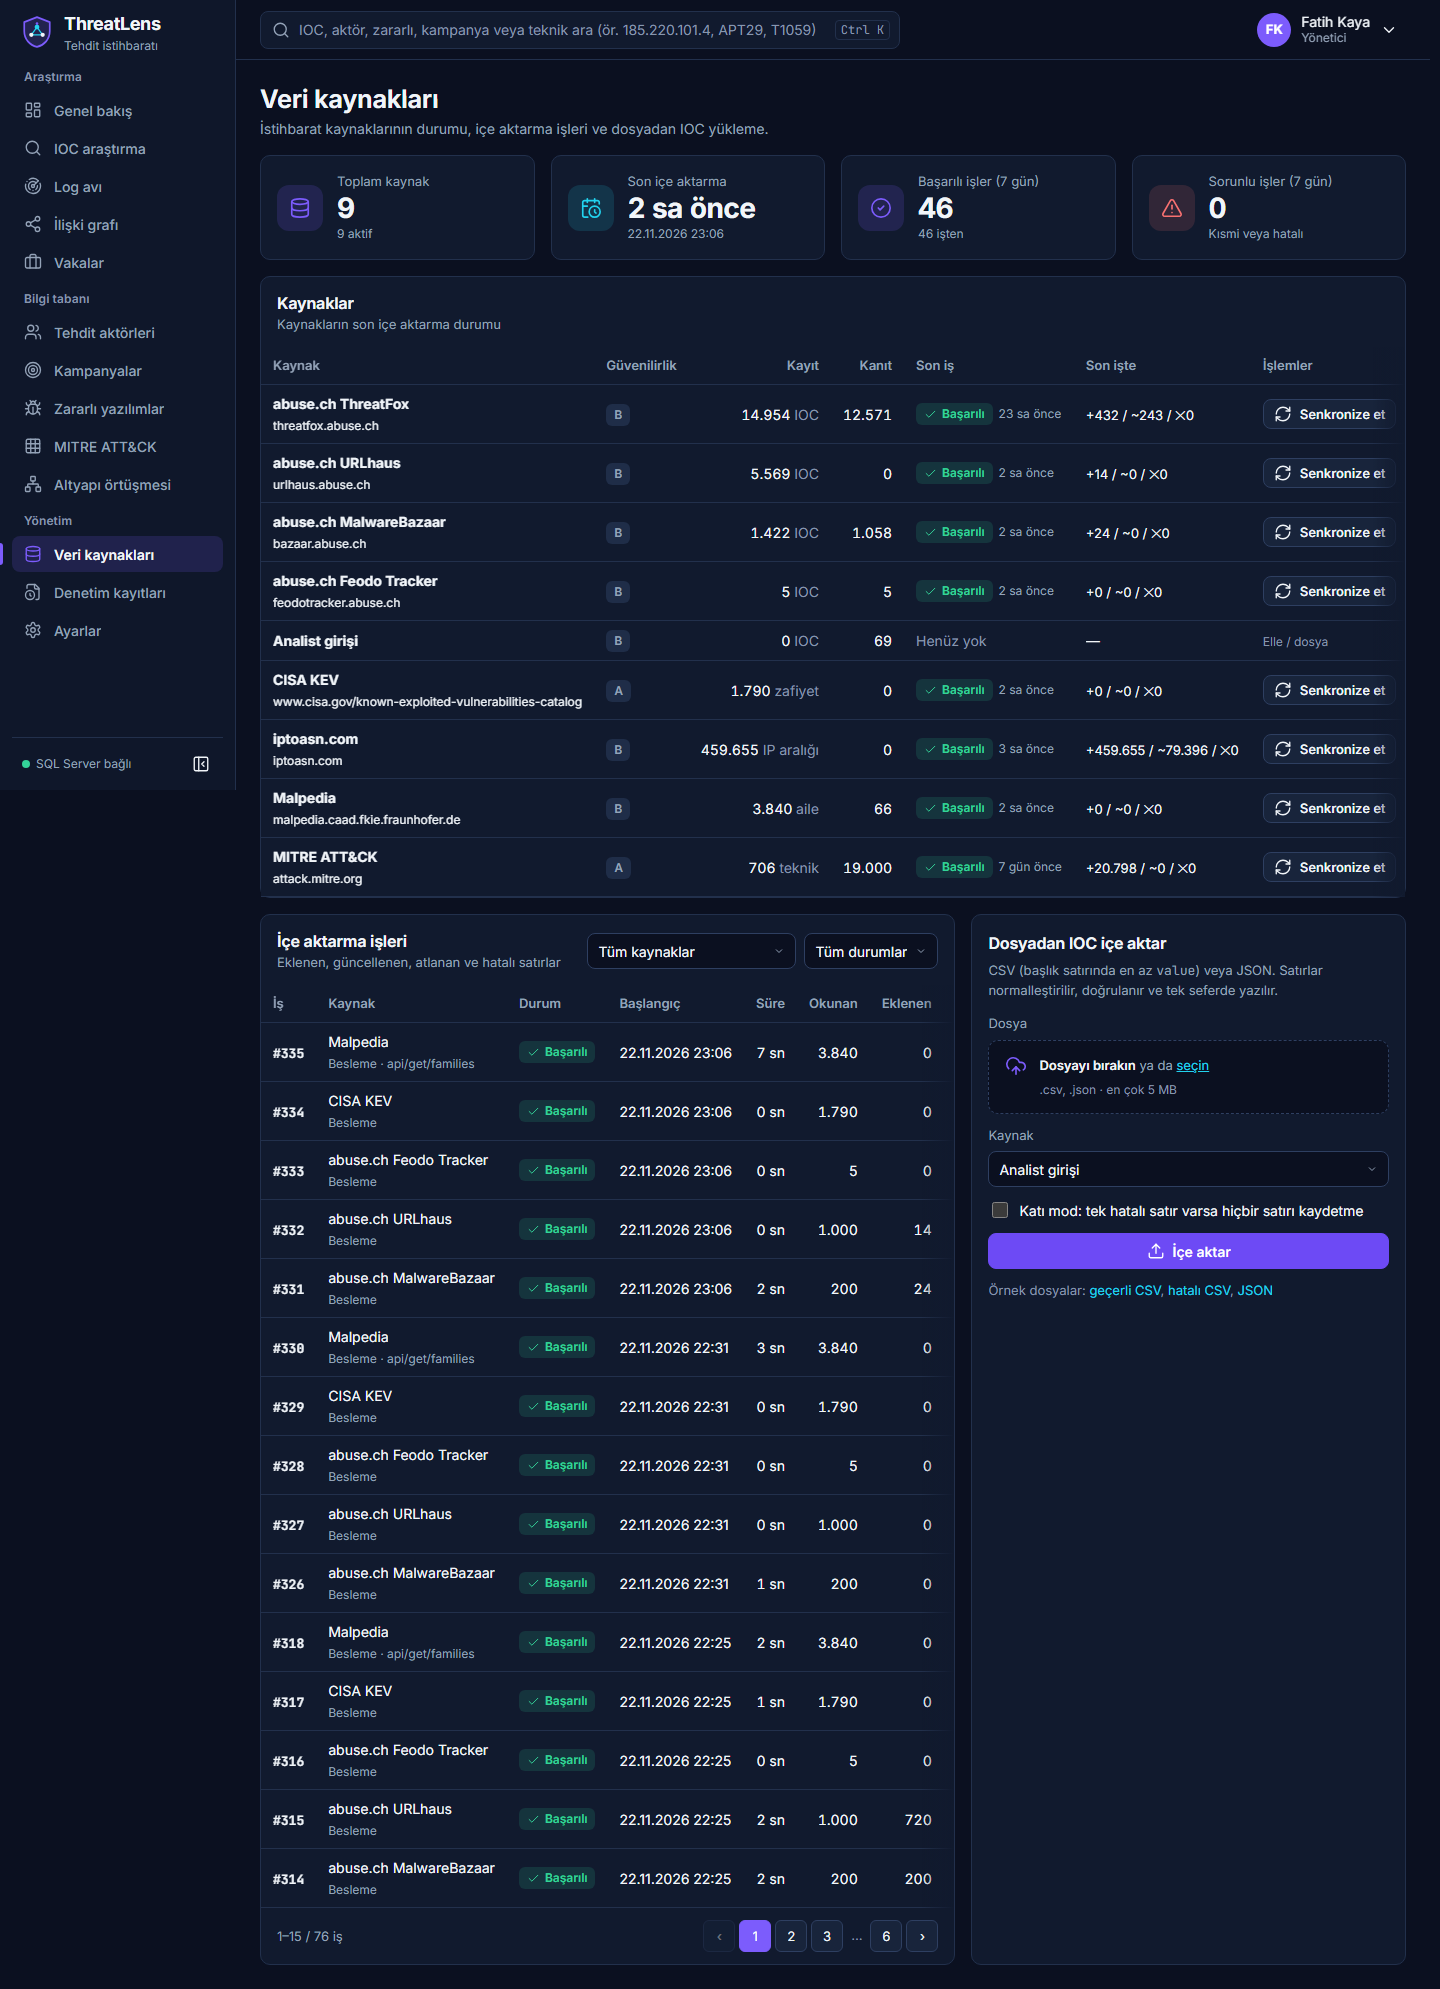 ThreatLens
Tehdit istihbaratı
Araştırma
Genel bakış
IOC araştırma
Log avı
İlişki grafı
Vakalar
Bilgi tabanı
Tehdit aktörleri
Kampanyalar
Zararlı yazılımlar
MITRE ATT&CK
Altyapı örtüşmesi
Yönetim
Veri kaynakları
Denetim kayıtları
Ayarlar
SQL Server bağlı
IOC, aktör, zararlı, kampanya veya teknik ara (ör. 185.220.101.4, APT29, T1059) Ctrl K
FK Fatih Kaya
Yönetici
Veri kaynakları
İstihbarat kaynaklarının durumu, içe aktarma işleri ve dosyadan IOC yükleme.
Toplam kaynak
9
9 aktif
Son içe aktarma
2 sa önce
22.11.2026 23:06
Başarılı işler (7 gün)
46
46 işten
Sorunlu işler (7 gün)
0
Kısmi veya hatalı
Kaynaklar
Kaynakların son içe aktarma durumu
Kaynak Güvenilirlik Kayıt Kanıt Son iş Son işte İşlemler
abuse.ch ThreatFox B 14.954 IOC 12.571 Başarılı 23 sa önce +432 / ~243 / ×0 Senkronize et
threatfox.abuse.ch
abuse.ch URLhaus B 5.569 IOC 0 Başarılı 2 sa önce +14 / ~0 / ×0 Senkronize et
urlhaus.abuse.ch
abuse.ch MalwareBazaar B 1.422 IOC 1.058 Başarılı 2 sa önce +24 / ~0 / ×0 Senkronize et
bazaar.abuse.ch
abuse.ch Feodo Tracker B 5 IOC 5 Başarılı 2 sa önce +0 / ~0 / ×0 Senkronize et
feodotracker.abuse.ch
Analist girişi B 0 IOC 69 Henüz yok — Elle / dosya
CISA KEV A 1.790 zafiyet 0 Başarılı 2 sa önce +0 / ~0 / ×0 Senkronize et
www.cisa.gov/known-exploited-vulnerabilities-catalog
iptoasn.com B 459.655 IP aralığı 0 Başarılı 3 sa önce +459.655 / ~79.396 / ×0 Senkronize et
iptoasn.com
Malpedia B 3.840 aile 66 Başarılı 2 sa önce +0 / ~0 / ×0 Senkronize et
malpedia.caad.fkie.fraunhofer.de
MITRE ATT&CK A 706 teknik 19.000 Başarılı 7 gün önce +20.798 / ~0 / ×0 Senkronize et
attack.mitre.org
İçe aktarma işleri
Eklenen, güncellenen, atlanan ve hatalı satırlar
Tüm kaynaklar Tüm durumlar
İş Kaynak Durum Başlangıç Süre Okunan Eklenen
#335 Malpedia Başarılı 22.11.2026 23:06 7 sn 3.840 0
Besleme · api/get/families
#334 CISA KEV Başarılı 22.11.2026 23:06 0 sn 1.790 0
Besleme
#333 abuse.ch Feodo Tracker Başarılı 22.11.2026 23:06 0 sn 5 0
Besleme
#332 abuse.ch URLhaus Başarılı 22.11.2026 23:06 0 sn 1.000 14
Besleme
#331 abuse.ch MalwareBazaar Başarılı 22.11.2026 23:06 2 sn 200 24
Besleme
#330 Malpedia Başarılı 22.11.2026 22:31 3 sn 3.840 0
Besleme · api/get/families
#329 CISA KEV Başarılı 22.11.2026 22:31 0 sn 1.790 0
Besleme
#328 abuse.ch Feodo Tracker Başarılı 22.11.2026 22:31 0 sn 5 0
Besleme
#327 abuse.ch URLhaus Başarılı 22.11.2026 22:31 0 sn 1.000 0
Besleme
#326 abuse.ch MalwareBazaar Başarılı 22.11.2026 22:31 1 sn 200 0
Besleme
#318 Malpedia Başarılı 22.11.2026 22:25 2 sn 3.840 0
Besleme · api/get/families
#317 CISA KEV Başarılı 22.11.2026 22:25 1 sn 1.790 0
Besleme
#316 abuse.ch Feodo Tracker Başarılı 22.11.2026 22:25 0 sn 5 0
Besleme
#315 abuse.ch URLhaus Başarılı 22.11.2026 22:25 2 sn 1.000 720
Besleme
#314 abuse.ch MalwareBazaar Başarılı 22.11.2026 22:25 2 sn 200 200
Besleme
1–15 / 76 iş ‹ 1 2 3 … 6 ›
Dosyadan IOC içe aktar
CSV (başlık satırında en az value) veya JSON. Satırlar
normalleştirilir, doğrulanır ve tek seferde yazılır.
Dosya
Dosyayı bırakın ya da seçin
.csv, .json · en çok 5 MB
Kaynak
Analist girişi
Katı mod: tek hatalı satır varsa hiçbir satırı kaydetme
İçe aktar
Örnek dosyalar: geçerli CSV, hatalı CSV, JSON